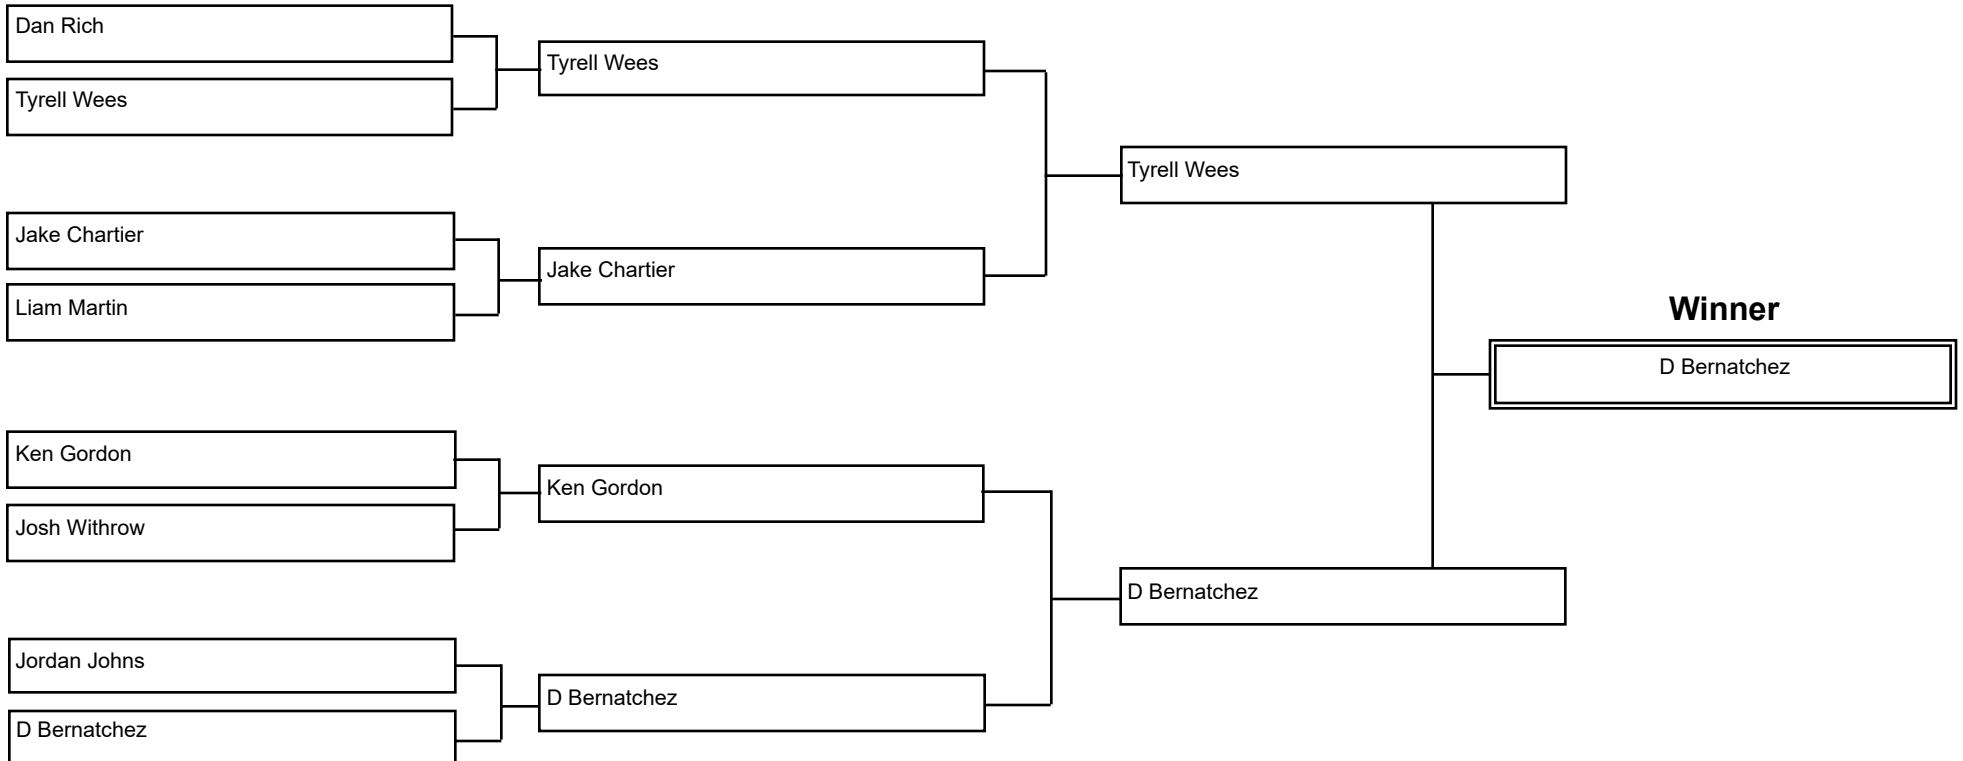 Dan Rich
Tyrell Wees
Jake Chartier
Liam Martin
Ken Gordon
Josh Withrow
Jordan Johns
D Bernatchez
Tyrell Wees
Jake Chartier
Ken Gordon
D Bernatchez
Tyrell Wees
D Bernatchez
Winner
D Bernatchez